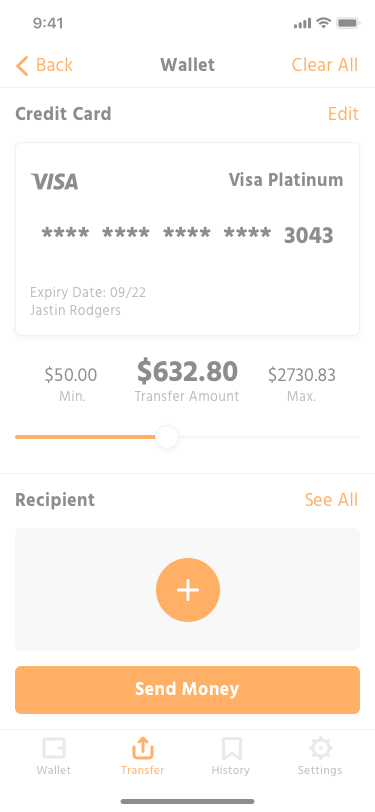 9:41
Back Wallet Clear All
Credit Card Edit
VISA Visa Platinum
**** **** **** **** 3043
Expiry Date: 09/22
Jastin Rodgers
$50.00 $632.80 $2730.83
Min. Transfer Amount Max.
Recipient See All
Send Money
Wallet Transfer History Settings